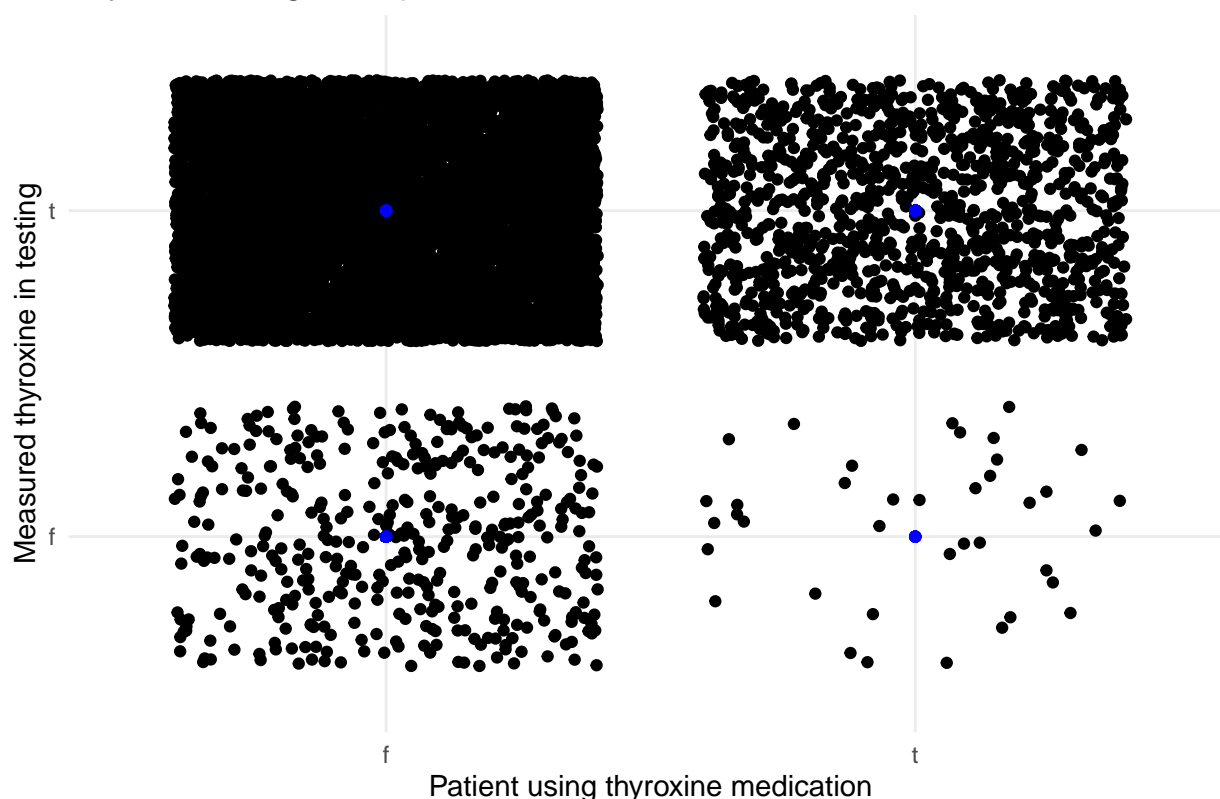 Measured thyroxine in testing
t
f
f
t
Patient using thyroxine medication